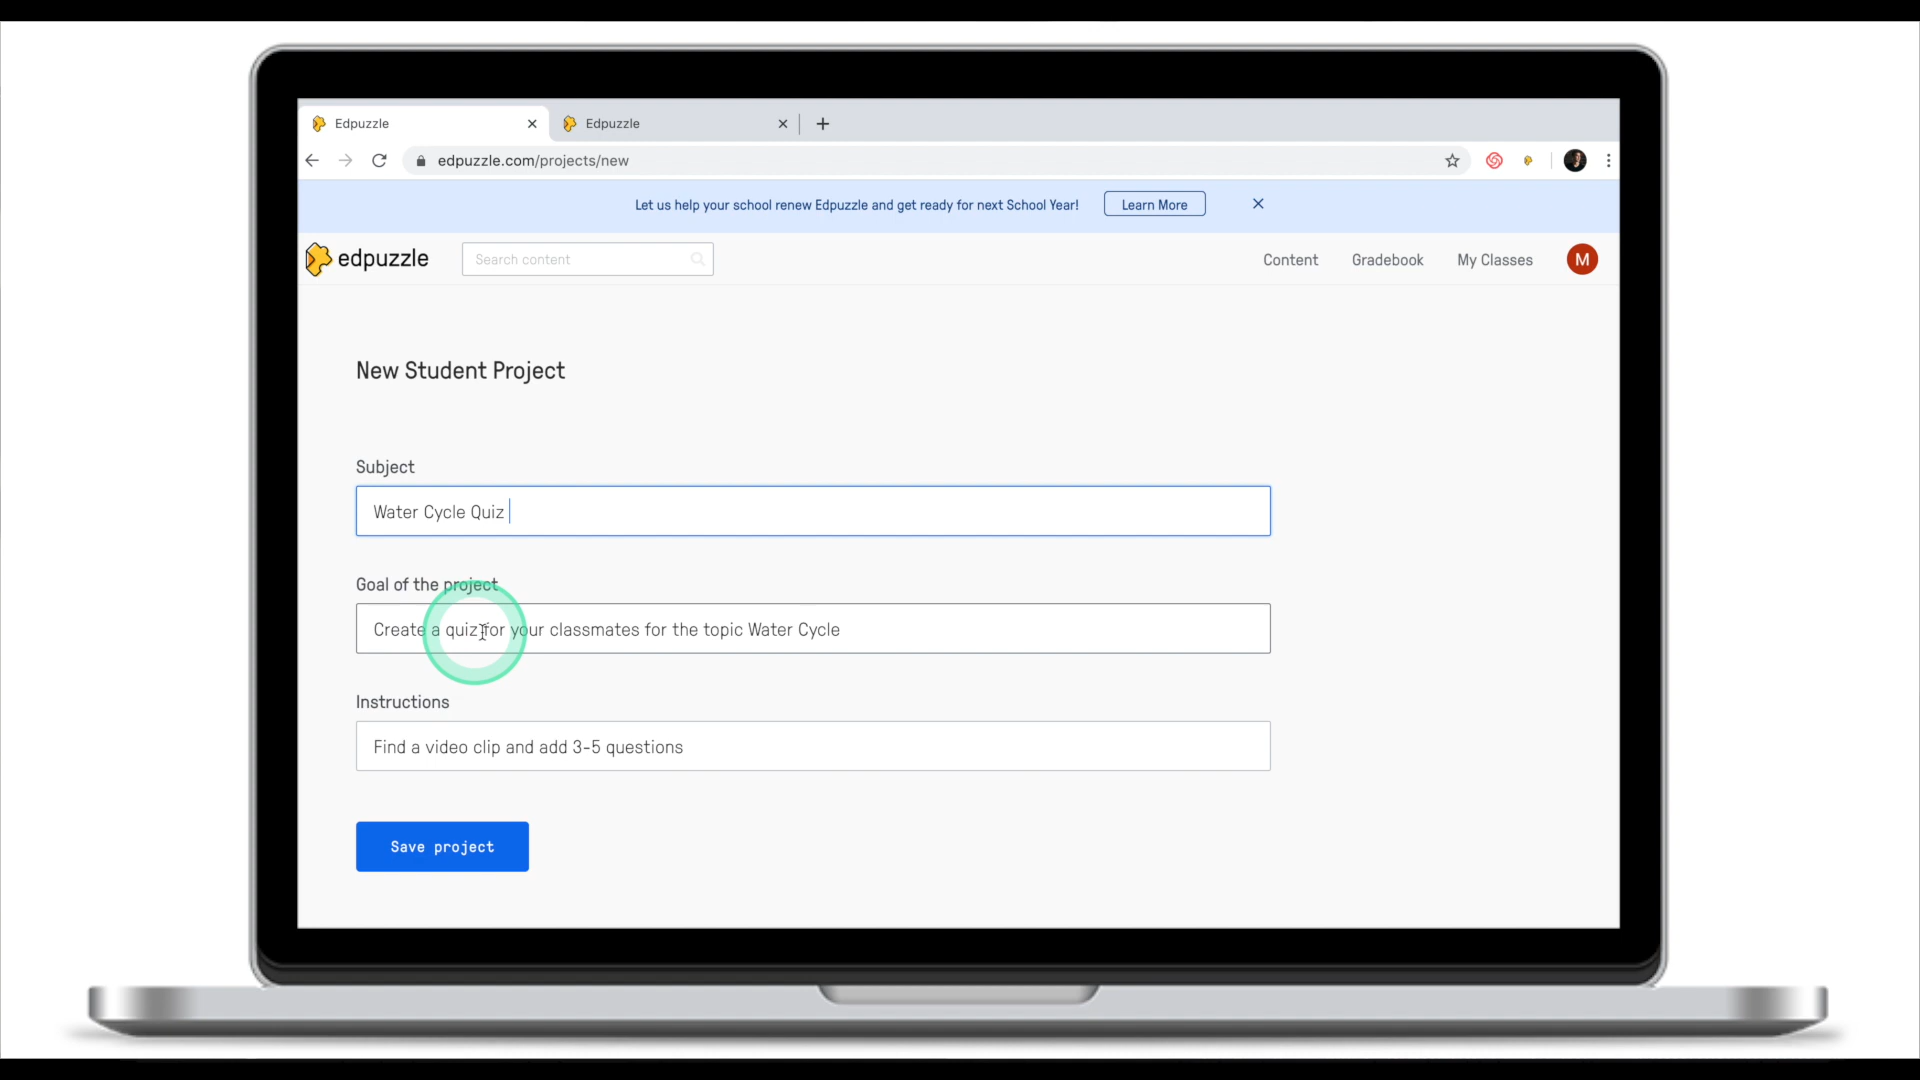 Edpuzzle
Edpuzzle
edpuzzle.com/projects/new
Let us help your school renew Edpuzzle and get ready for next School Year!
Learn More
edpuzzle
Search content
Content
Gradebook
My Classes
M
New Student Project
Subject
Water Cycle Quiz
Goal of the project
Create a quiz for your classmates for the topic Water Cycle
Instructions
Find a video clip and add 3-5 questions
Save project